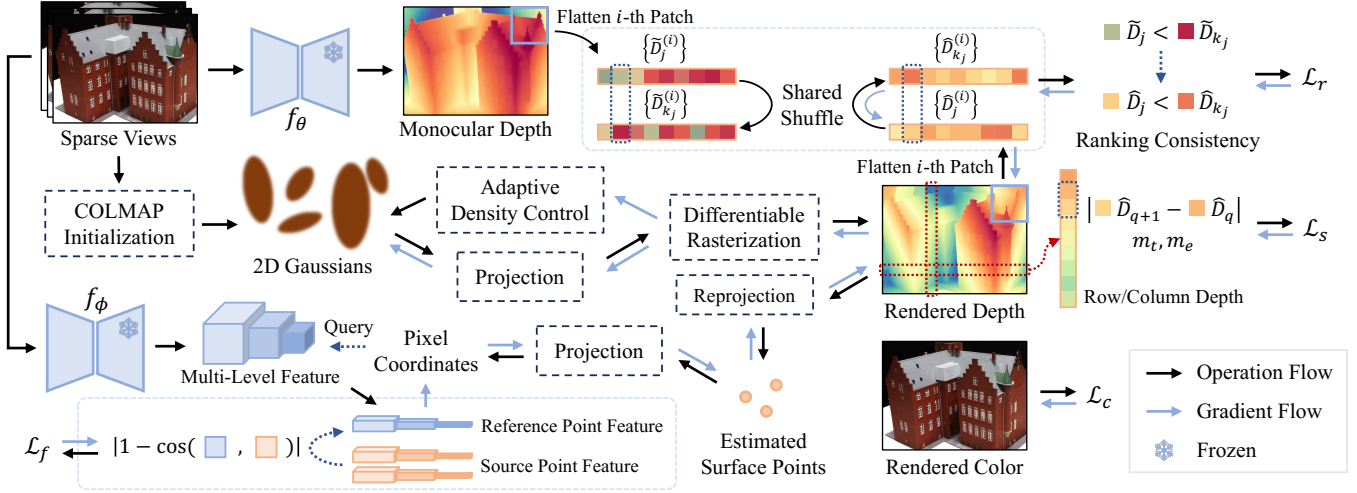 Flatten i-th Patch
{D̃_j^(i)}
{D̂_{k_j}^(i)}
D̃_j < D̃_{k_j}
f_θ
{D̃_{k_j}^(i)}
Shared
Shuffle
{D̂_j^(i)}
D̂_j < D̂_{k_j}
ℒ_r
Sparse Views
Monocular Depth
Ranking Consistency
Flatten i-th Patch
COLMAP
Initialization
2D Gaussians
Adaptive
Density Control
Projection
Differentiable
Rasterization
Reprojection
Rendered Depth
| D̂_{q+1} − D̂_q|
m_t, m_e
ℒ_s
Row/Column Depth
f_ϕ
Multi-Level Feature
Query
Pixel
Coordinates
Projection
Estimated
Surface Points
Rendered Color
ℒ_c
Operation Flow
Gradient Flow
Frozen
ℒ_f
|1 − cos( , )|
Reference Point Feature
Source Point Feature